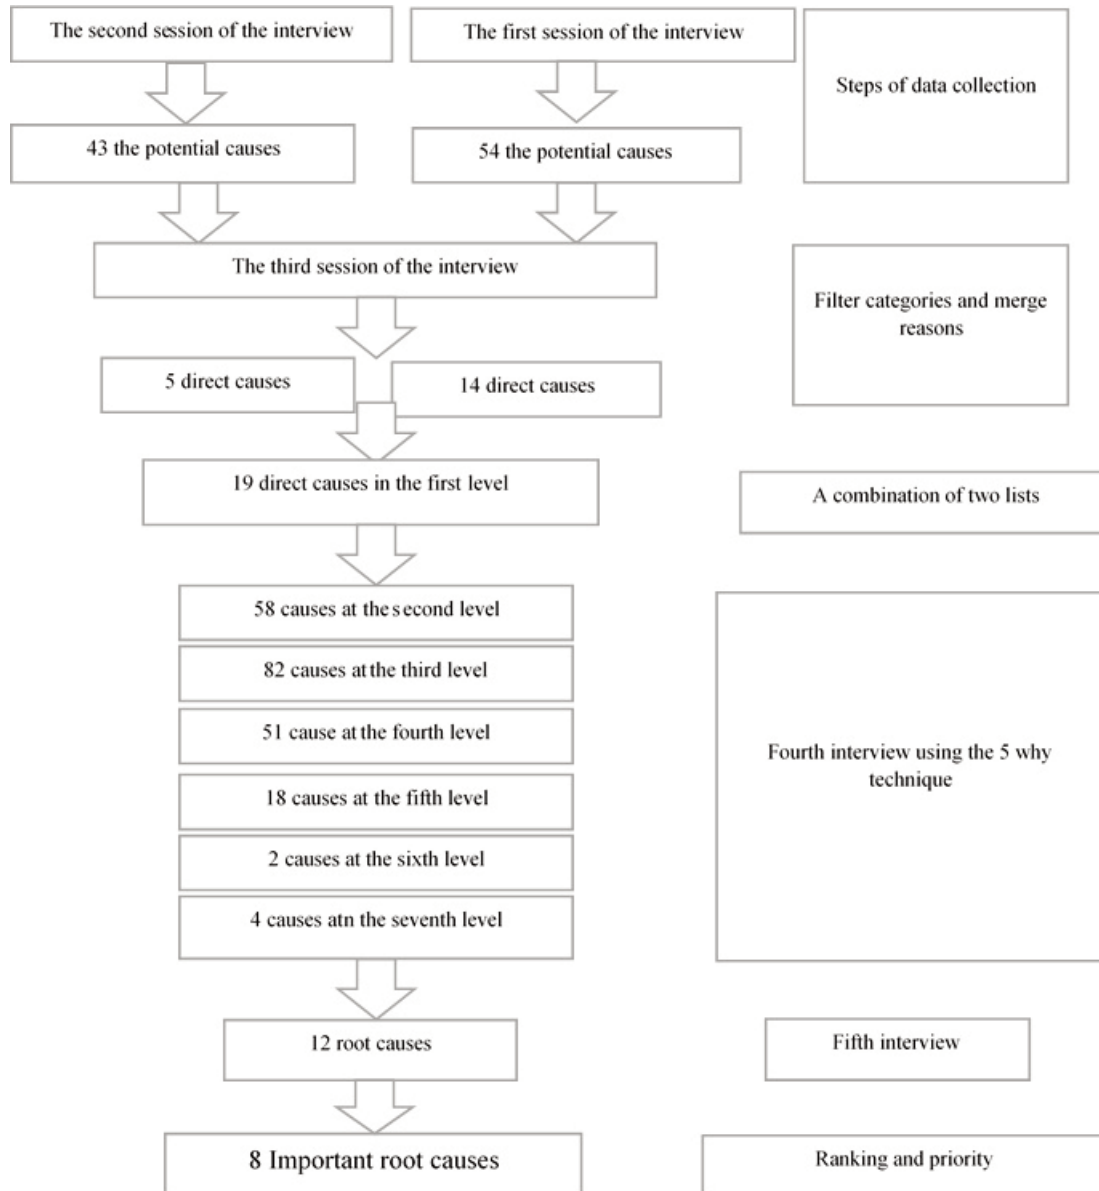 The second session of the interview
The first session of the interview
Steps of data collection
43 the potential causes
54 the potential causes
The third session of the interview
Filter categories and merge
reasons
5 direct causes
14 direct causes
19 direct causes in the first level
A combination of two lists
58 causes at the second level
82 causes at the third level
51 cause at the fourth level
18 causes at the fifth level
2 causes at the sixth level
4 causes atn the seventh level
Fourth interview using the 5 why
technique
12 root causes
Fifth interview
8 Important root causes
Ranking and priority